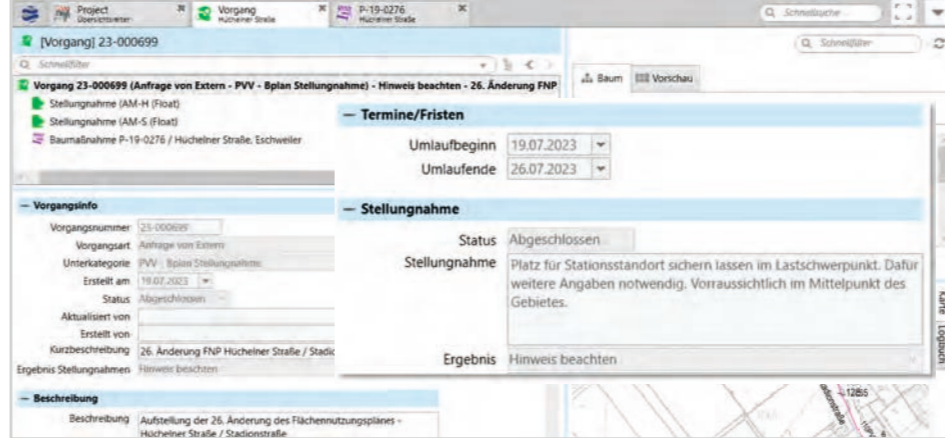 Project
Übersichtsfenster
Vorgang
Hücheiner Straße
P-19-0276
Hücheiner Straße
Schnellsuche
[Vorgang] 23-000699
Schnellfilter
Schnellfilter
Vorgang 23-000699 (Anfrage von Extern - PVV - Bplan Stellungnahme) - Hinweis beachten - 26. Änderung FNP
Stellungnahme (AM-H (Float)
Stellungnahme (AM-S (Float)
Baumaßnahme P-19-0276 / Hücheiner Straße, Eschweiler
Baum
Vorschau
Termine/Fristen
Umlaufbeginn 19.07.2023
Umlaufende 26.07.2023
Stellungnahme
Status Abgeschlossen
Stellungnahme Platz für Stationsstandort sichern lassen im Lastschwerpunkt. Dafür
weitere Angaben notwendig. Vorraussichtlich im Mittelpunkt des
Gebietes.
Ergebnis Hinweis beachten
Vorgangsinfo
Vorgangsnummer 23-000699
Vorgangsart Anfrage von Extern
Unterkategorie PVV - Bplan Stellungnahme
Erstellt am 19.07.2023
Status Abgeschlossen
Aktualisiert von
Erstellt von
Kurzbeschreibung 26. Änderung FNP Hücheiner Straße / Stadio
Ergebnis Stellungnahmen Hinweis beachten
Beschreibung
Beschreibung Aufstellung der 26. Änderung des Flächennutzungsplanes -
Hücheiner Straße / Stadionstraße
Karte
Logbuch